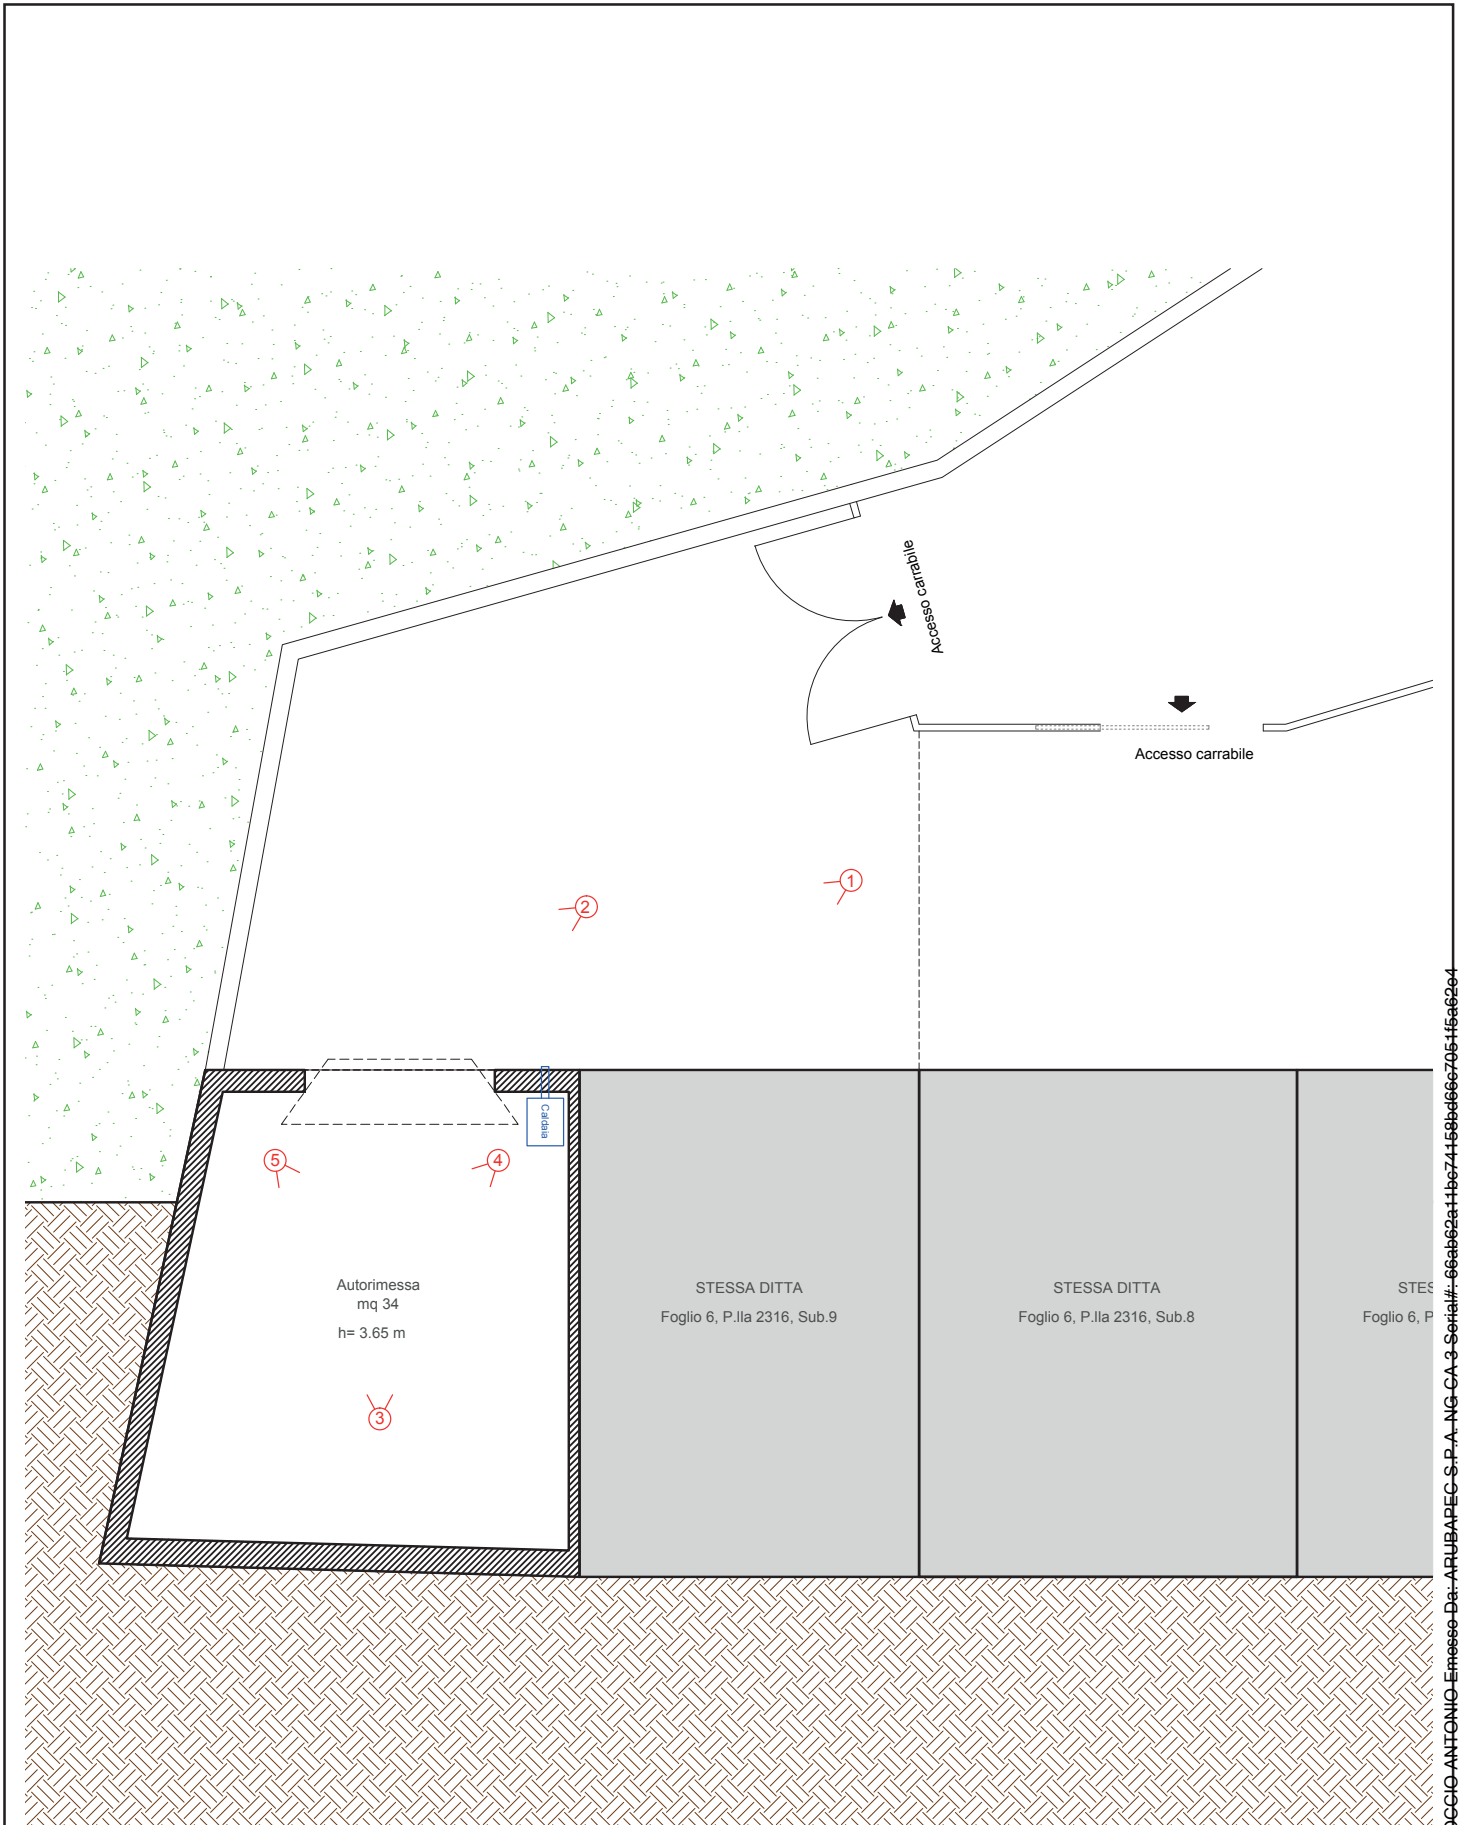 Accesso carrabile
Accesso carrabile
1
2
Caldaia
5
4
Autorimessa
mq 34
h= 3.65 m
3
STESSA DITTA
Foglio 6, P.lla 2316, Sub.9
STESSA DITTA
Foglio 6, P.lla 2316, Sub.8
STES
Foglio 6, P
OCCIO ANTONIO Emesso Da: ARUBAPEC S.P.A. NG CA 3 Serial#: 66ab62a11bc74158bd66c7051f5a62e4